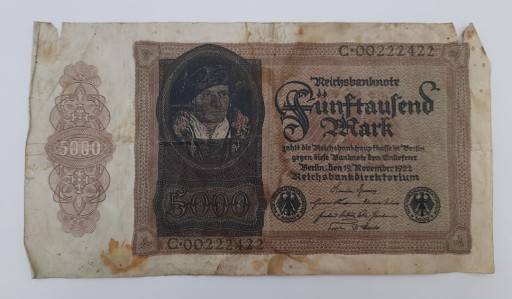 C·00222422
Reichsbanknote
Fünftausend
Mark
zahlt die Reichsbankhauptkasse in Berlin
gegen diese Banknote dem Einlieferer
Berlin, den 19. November 1922
Reichsbankdirektorium
5000
5000
C·00222422